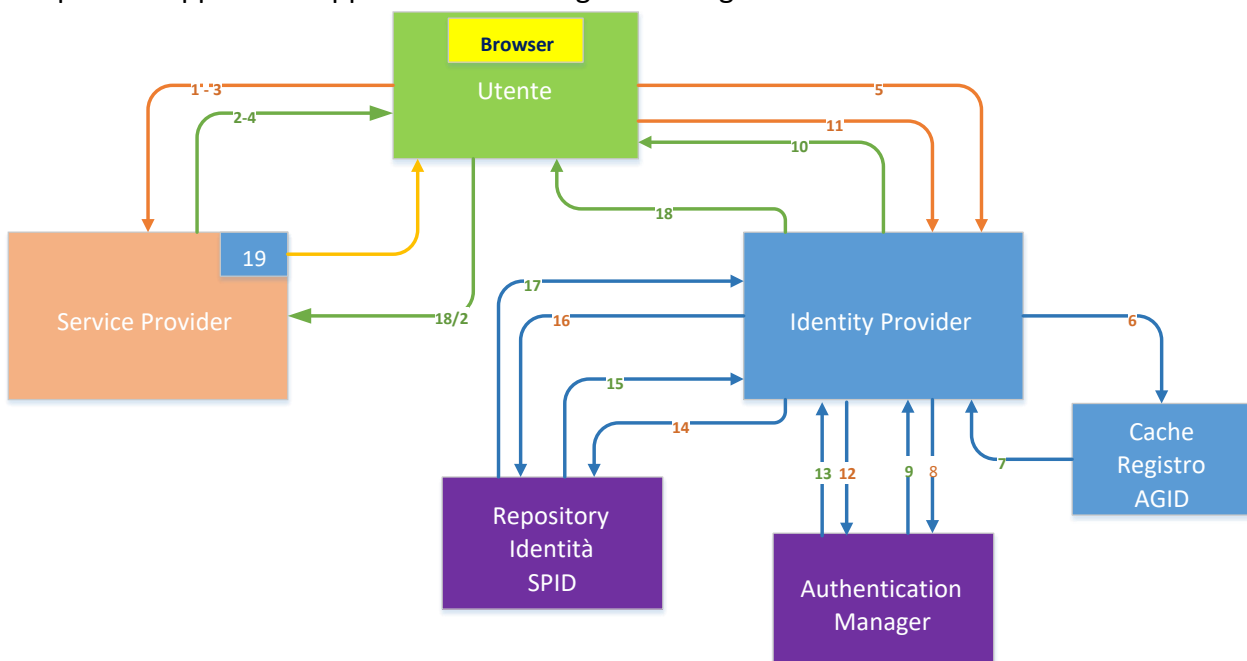 Browser
Utente
1 - 3
2-4
5
11
10
18
19
Service Provider
18/2
17
16
15
14
Identity Provider
6
7
13
12
9
8
Cache
Registro
AGID
Repository
Identità
SPID
Authentication
Manager